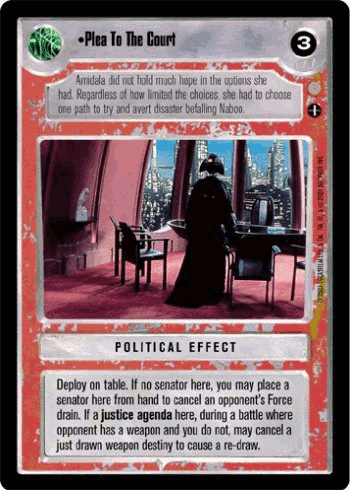 •Plea To The Court
3
Amidala did not hold much hope in the options she
had. Regardless of how limited the choices, she had to choose
one path to try and avert disaster befalling Naboo.
POLITICAL EFFECT
Deploy on table. If no senator here, you may place a
senator here from hand to cancel an opponent's Force
drain. If a justice agenda here, during a battle where
opponent has a weapon and you do not, may cancel a
just drawn weapon destiny to cause a re-draw.